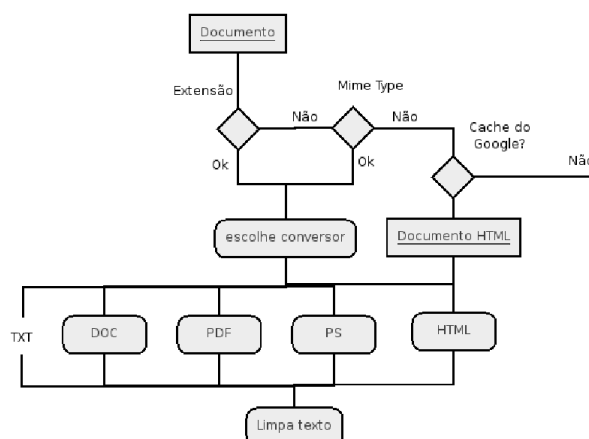 Documento
Extensão
Mime Type
Não
Não
Cache do
Google?
Não
Ok
Ok
escolhe conversor
Documento HTML
TXT
DOC
PDF
PS
HTML
Limpa texto